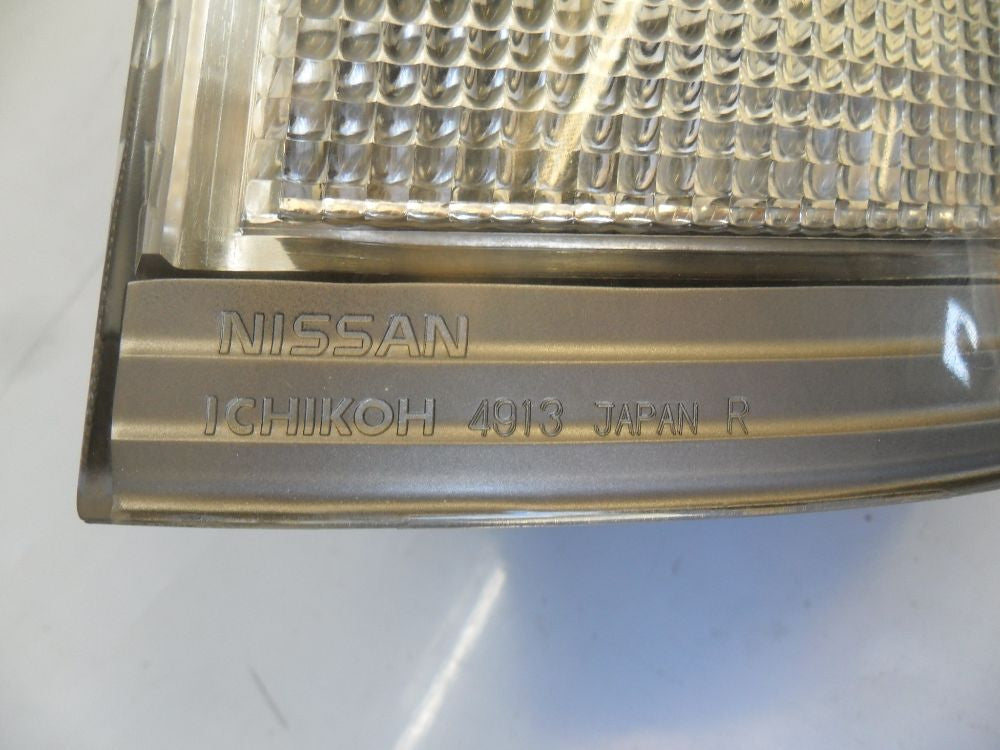 NISSAN
ICHIKOH 4913 JAPAN R